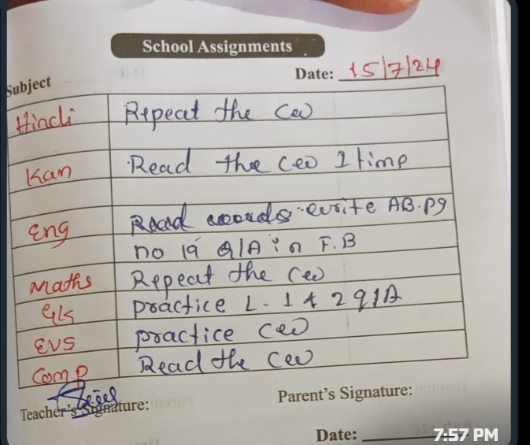 School Assignments
Date: 15/7/24
Subject
Hindi Repeat the CW
Kan Read the CW 1 time
Eng Read words write AB. pg
no 19 Q/A in F.B
Maths Repeat the CW
GK practice L. 1 & 2 Q/A
EVS practice CW
Comp Read the CW
Teacher's Signature:
Parent's Signature:
Date:
7:57 PM